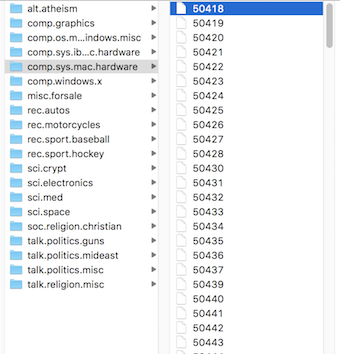 alt.atheism
comp.graphics
comp.os.m...indows.misc
comp.sys.ib...c.hardware
comp.sys.mac.hardware
comp.windows.x
misc.forsale
rec.autos
rec.motorcycles
rec.sport.baseball
rec.sport.hockey
sci.crypt
sci.electronics
sci.med
sci.space
soc.religion.christian
talk.politics.guns
talk.politics.mideast
talk.politics.misc
talk.religion.misc
50418
50419
50420
50421
50422
50423
50424
50425
50427
50428
50430
50431
50432
50433
50434
50435
50436
50437
50439
50440
50441
50442
50443